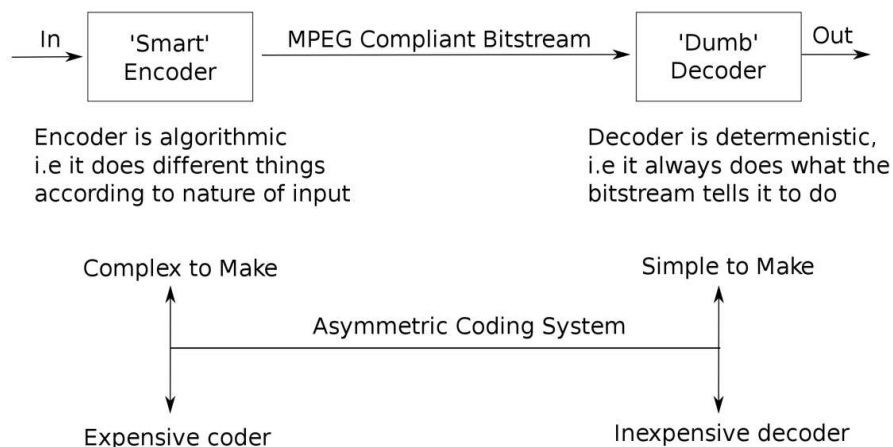 In
'Smart'
Encoder
MPEG Compliant Bitstream
'Dumb'
Decoder
Out
Encoder is algorithmic
i.e it does different things
according to nature of input
Decoder is determenistic,
i.e it always does what the
bitstream tells it to do
Complex to Make
Simple to Make
Asymmetric Coding System
Expensive coder
Inexpensive decoder